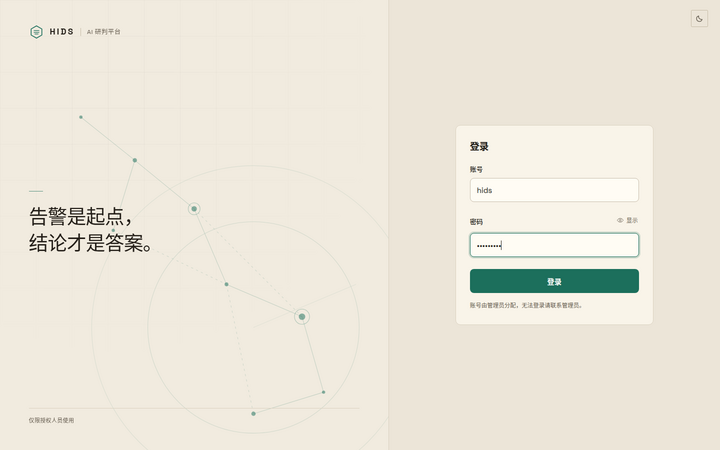 HIDS AI 研判平台
告警是起点，
结论才是答案。
仅限授权人员使用
登录
账号
hids
密码 显示
•••••••••
登录
账号由管理员分配，无法登录请联系管理员。